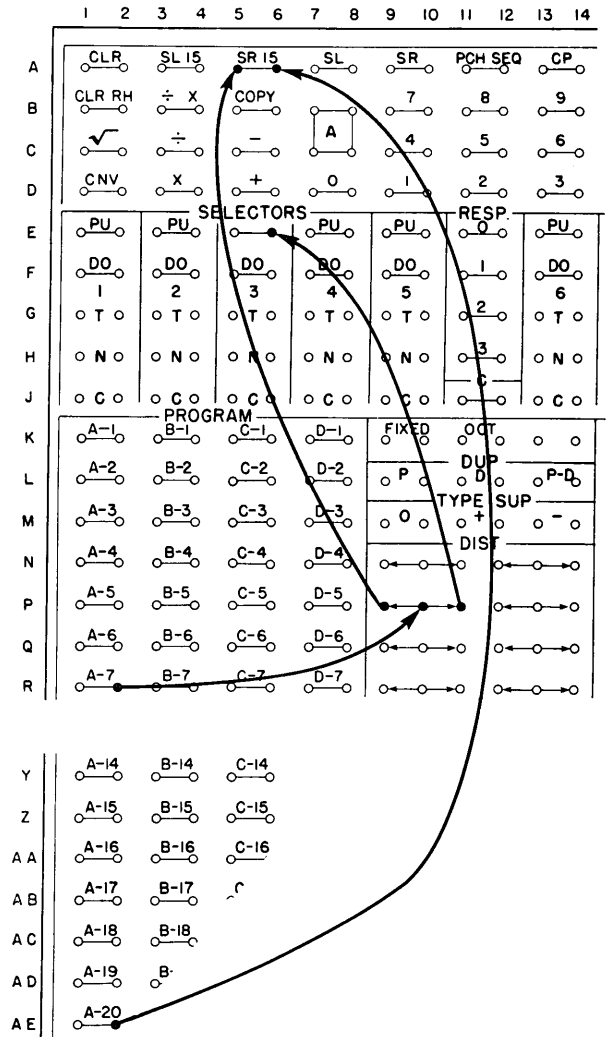 1 2 3 4 5 6 7 8 9 10 11 12 13 14
A CLR SL 15 SR 15 SL SR PCH SEQ CP
B CLR RH ÷ X COPY 7 8 9
C √ ÷ − A 4 5 6
D CNV X + 0 1 2 3
SELECTORS RESP.
E PU PU PU PU 0 PU
F DO DO DO DO 1 DO
1 2 3 4 5 6
G T T T T T 2 T
H N N N N N 3 N
C
J C C C C C C
PROGRAM
K A-1 B-1 C-1 D-1 FIXED OCT
DUP
L A-2 B-2 C-2 D-2 P D P-D
TYPE SUP
M A-3 B-3 C-3 D-3 0 + −
DIST
N A-4 B-4 C-4 D-4
P A-5 B-5 C-5 D-5
Q A-6 B-6 C-6 D-6
R A-7 B-7 C-7 D-7
Y A-14 B-14 C-14
Z A-15 B-15 C-15
AA A-16 B-16 C-16
AB A-17 B-17
AC A-18 B-18
AD A-19 B-
AE A-20